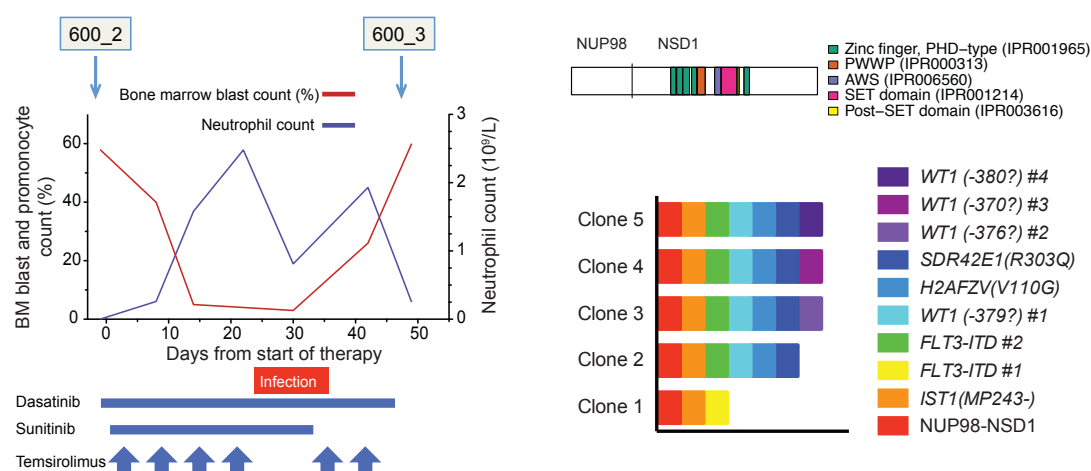 600_2
600_3
Bone marrow blast count (%)
Neutrophil count
BM blast and promonocyte
count (%)
60
40
20
0
3
2
1
0
Neutrophil count (10⁹/L)
0
10
20
30
40
50
Days from start of therapy
Infection
Dasatinib
Sunitinib
Temsirolimus
NUP98
NSD1
Zinc finger, PHD–type (IPR001965)
PWWP (IPR000313)
AWS (IPR006560)
SET domain (IPR001214)
Post–SET domain (IPR003616)
Clone 5
Clone 4
Clone 3
Clone 2
Clone 1
WT1 (-380?) #4
WT1 (-370?) #3
WT1 (-376?) #2
SDR42E1(R303Q)
H2AFZV(V110G)
WT1 (-379?) #1
FLT3-ITD #2
FLT3-ITD #1
IST1(MP243-)
NUP98-NSD1